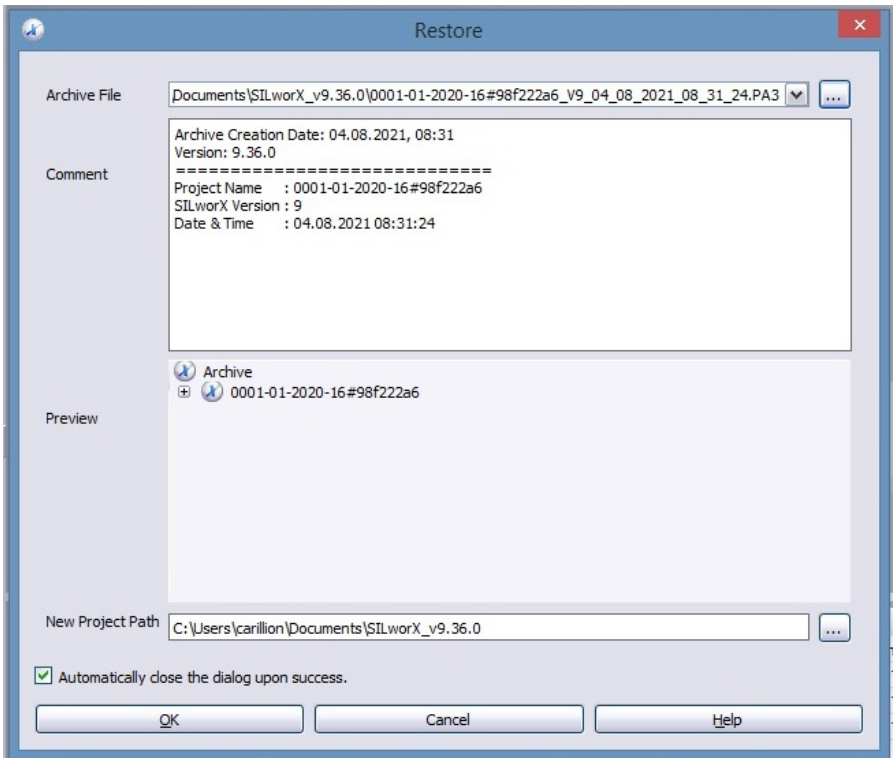 Restore
Archive File
Documents\SILworX_v9.36.0\0001-01-2020-16#98f222a6_V9_04_08_2021_08_31_24.PA3
...
Comment
Archive Creation Date: 04.08.2021, 08:31
Version: 9.36.0
==============================
Project Name : 0001-01-2020-16#98f222a6
SILworX Version : 9
Date & Time : 04.08.2021 08:31:24
Preview
Archive
0001-01-2020-16#98f222a6
New Project Path
C:\Users\carillion\Documents\SILworX_v9.36.0
...
Automatically close the dialog upon success.
OK
Cancel
Help